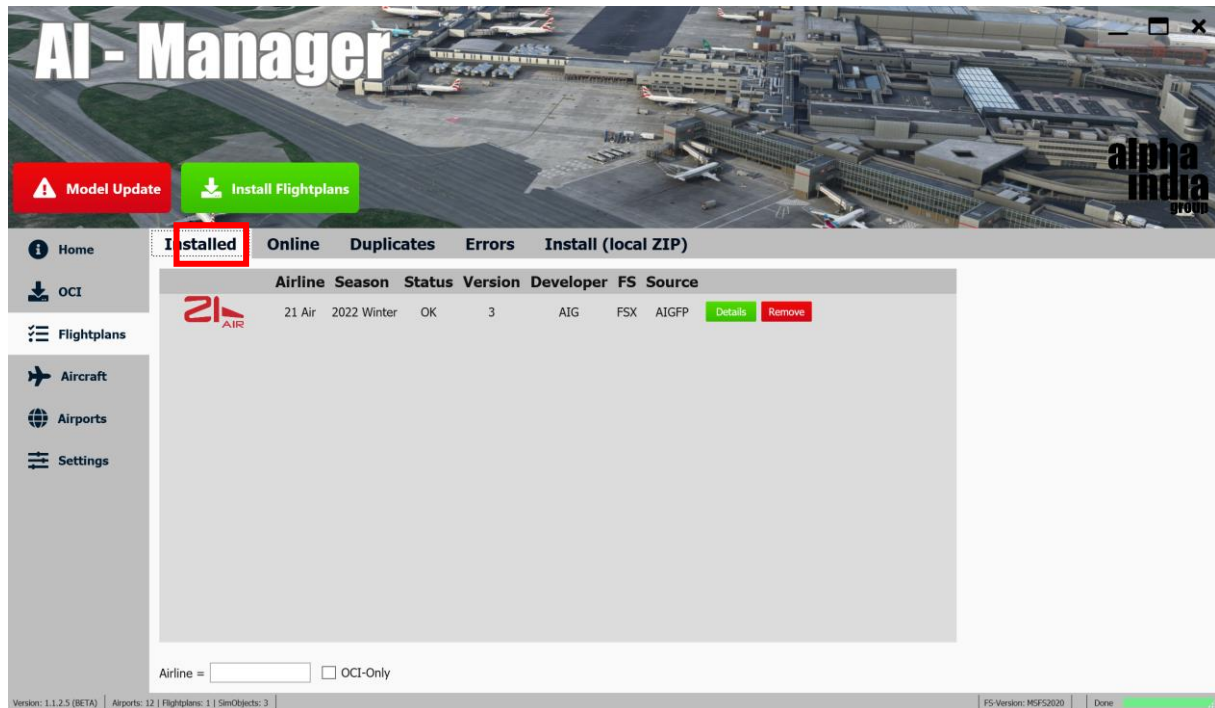 AI - Manager
alpha
india
group
Model Update
Install Flightplans
Home
OCI
Flightplans
Aircraft
Airports
Settings
Installed Online Duplicates Errors Install (local ZIP)
Airline Season Status Version Developer FS Source
21 AIR 21 Air 2022 Winter OK 3 AIG FSX AIGFP Details Remove
Airline = OCI-Only
Version: 1.1.2.5 (BETA) Airports: 12 | Flightplans: 1 | SimObjects: 3 FS-Version: MSFS2020 Done